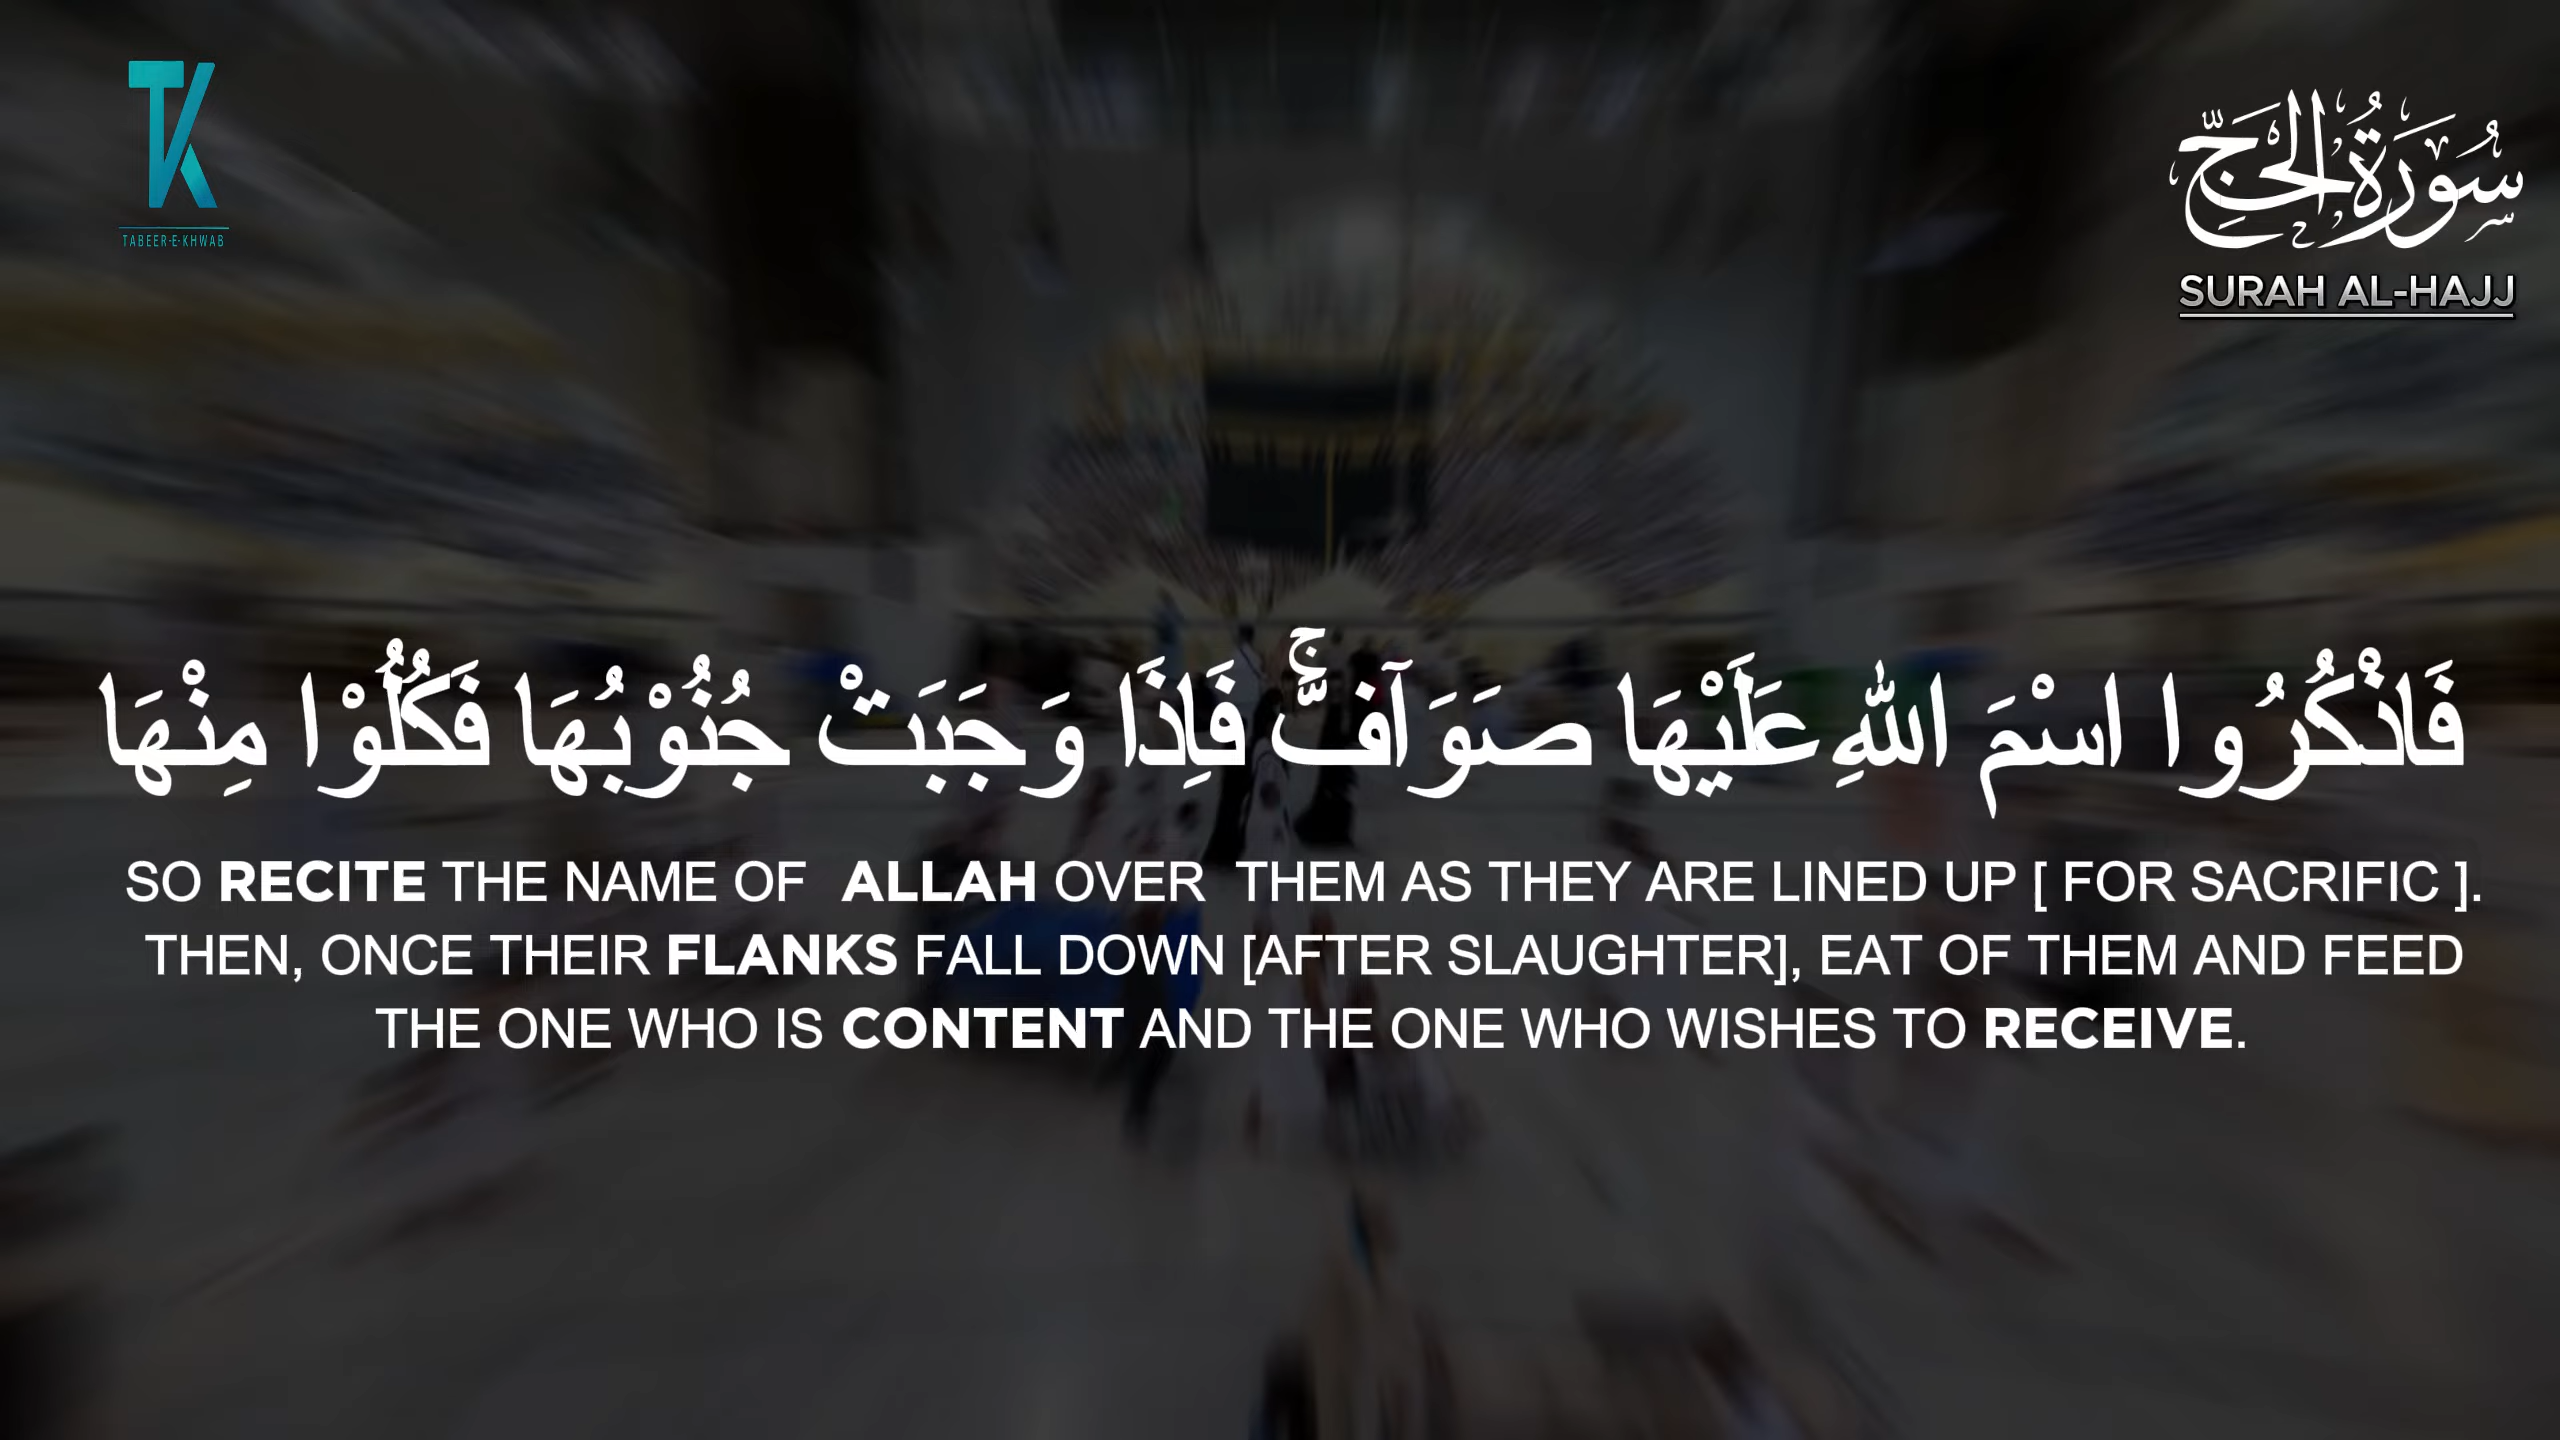 TK
TABEER-E-KHWAB
سُوْرَةُ الحَجِّ
SURAH AL-HAJJ
فَاذْكُرُوا اسْمَ اللّٰهِ عَلَيْهَا صَوَآفَّ ۚ فَاِذَا وَجَبَتْ جُنُوْبُهَا فَكُلُوْا مِنْهَا
SO RECITE THE NAME OF ALLAH OVER THEM AS THEY ARE LINED UP [ FOR SACRIFIC ].
THEN, ONCE THEIR FLANKS FALL DOWN [AFTER SLAUGHTER], EAT OF THEM AND FEED
THE ONE WHO IS CONTENT AND THE ONE WHO WISHES TO RECEIVE.